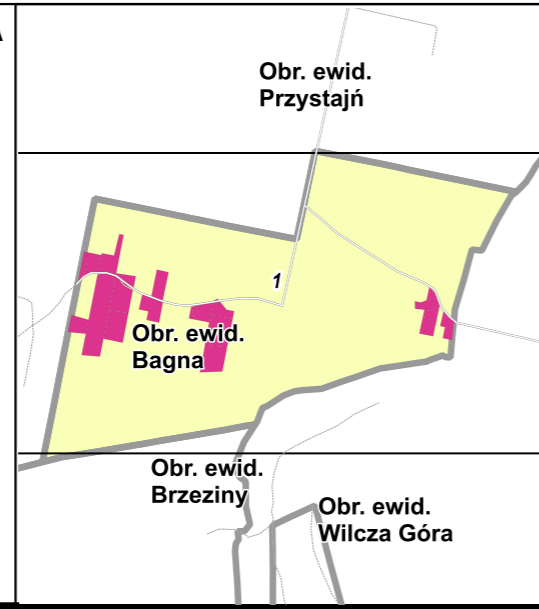 Obr. ewid.
Przystajń
1
Obr. ewid.
Bagna
Obr. ewid.
Brzeziny
Obr. ewid.
Wilcza Góra